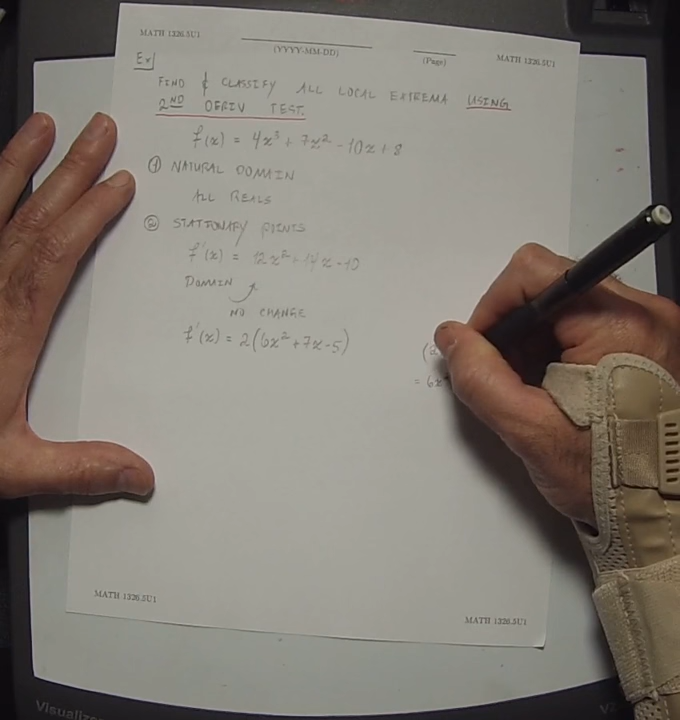 MATH 1326.5U1
(YYYY-MM-DD)
(Page)
MATH 1326.5U1
Ex
FIND & CLASSIFY ALL LOCAL EXTREMA USING
2ND DERIV TEST.
f(x) = 4x³ + 7x² - 10x + 8
① NATURAL DOMAIN
ALL REALS
② STATIONARY POINTS
f'(x) = 12x² + 14x - 10
DOMAIN
NO CHANGE
f'(x) = 2(6x² + 7x - 5)
= 6x
MATH 1326.5U1
MATH 1326.5U1
Visualize